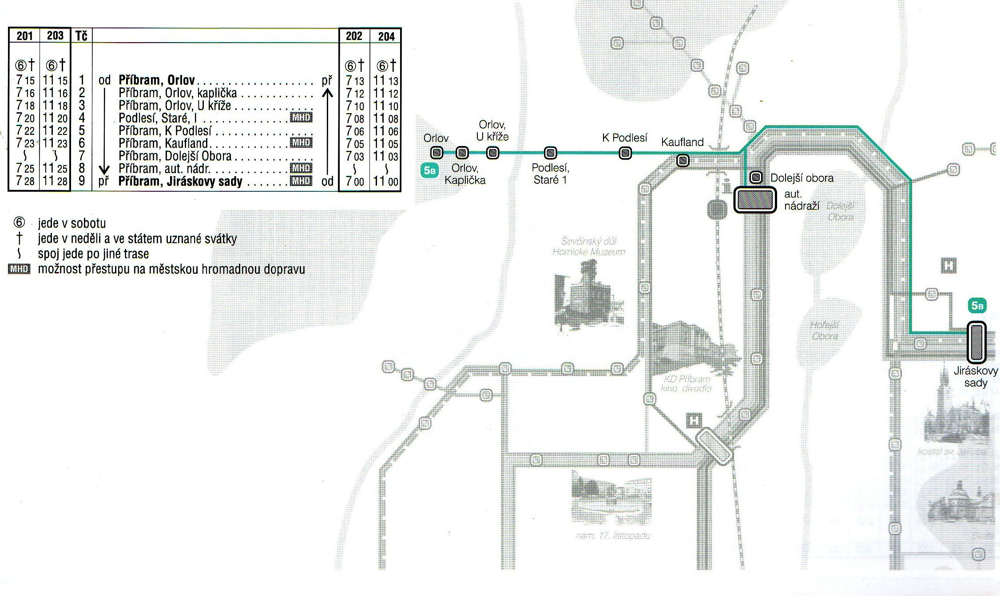 201 203 Tč 202 204
⑥† ⑥† ⑥† ⑥†
7 15 11 15 1 od Příbram, Orlov................... př 7 13 11 13
7 16 11 16 2 Příbram, Orlov, kaplička............ 7 12 11 12
7 18 11 18 3 Příbram, Orlov, U kříže............. 7 10 11 10
7 20 11 20 4 Podlesí, Staré, I .............. MHD 7 08 11 08
7 22 11 22 5 Příbram, K Podlesí................ 7 06 11 06
7 23 11 23 6 Příbram, Kaufland............. MHD 7 05 11 05
⌇ ⌇ 7 Příbram, Dolejší Obora............. 7 03 11 03
7 25 11 25 8 Příbram, aut. nádr............. MHD ⌇ ⌇
7 28 11 28 9 př Příbram, Jiráskovy sady ....... MHD od 7 00 11 00
⑥ jede v sobotu
† jede v neděli a ve státem uznané svátky
⌇ spoj jede po jiné trase
MHD možnost přestupu na městskou hromadnou dopravu
Orlov
Orlov,
U kříže
K Podlesí
Kaufland
5B
Orlov,
Kaplička
Podlesí,
Staré 1
Dolejší obora
i
aut.
nádraží
Dolejší
Obora
Ševčinský důl
Hornické Muzeum
H
5B
Hořejší
Obora
Jiráskovy
sady
KD Příbram
kino, divadlo
H
kostel sv. Jakuba
nám. 17. listopadu
Svatá